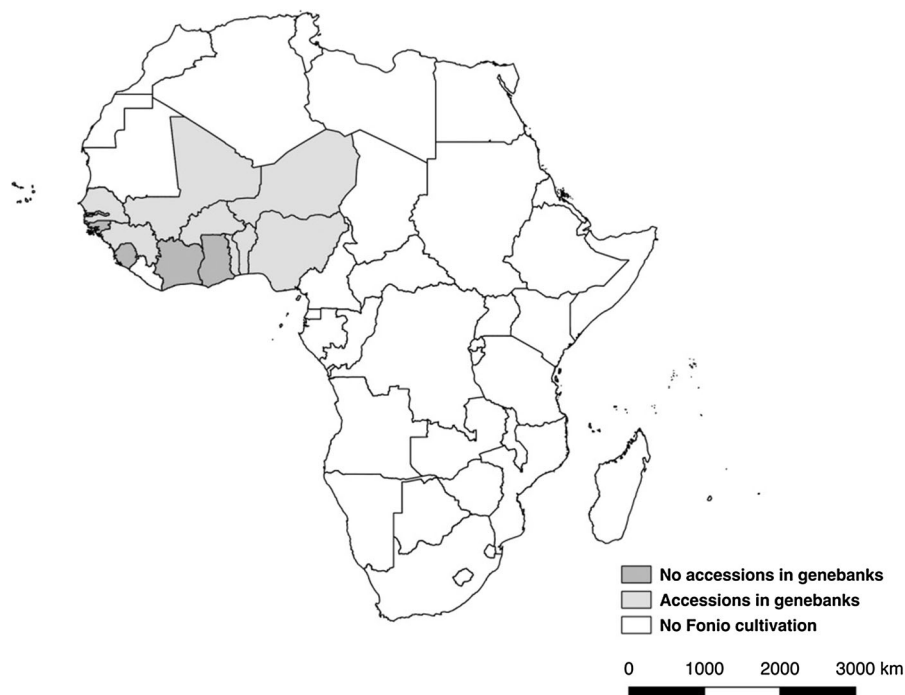 No accessions in genebanks
Accessions in genebanks
No Fonio cultivation
0 1000 2000 3000 km